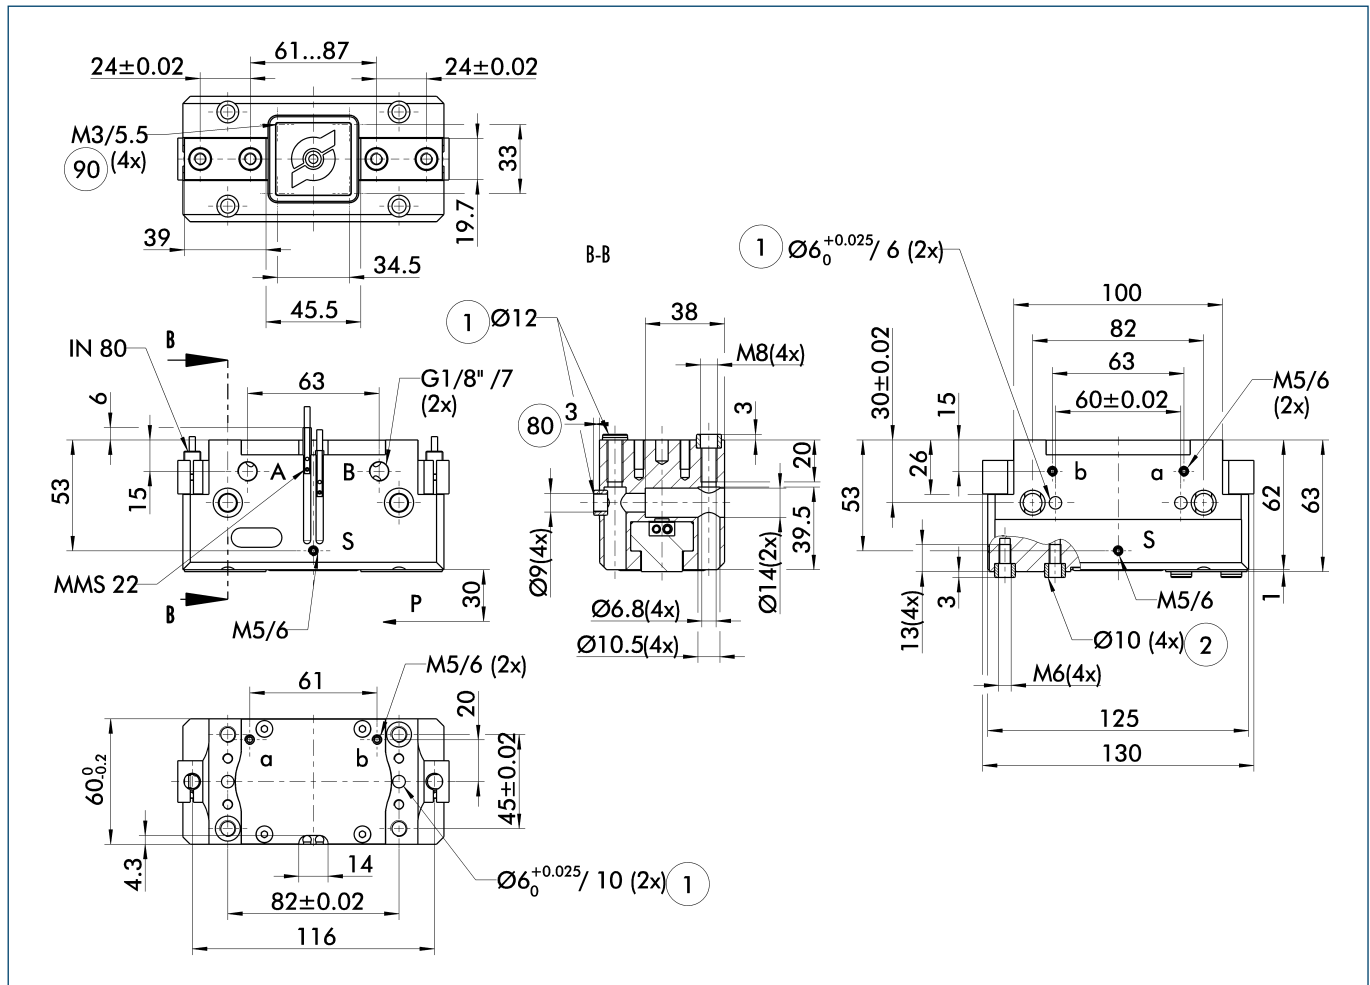 61...87
24±0.02
24±0.02
M3/5.5
(4x)
90
33
19.7
39
34.5
45.5
B-B
1
Ø6 +0.025 0 / 6 (2x)
IN 80
B
63
G1/8" /7
(2x)
6
53
15
A
B
S
MMS 22
B
M5/6
P
30
1
Ø12
38
M8(4x)
80
3
3
20
39.5
Ø9(4x)
Ø14(2x)
Ø6.8(4x)
Ø10.5(4x)
100
82
63
60±0.02
M5/6
(2x)
30±0.02
15
26
53
b
a
S
62
63
1
13(4x)
3
M5/6
Ø10 (4x)
2
M6(4x)
125
130
61
M5/6 (2x)
20
a
b
60 0 -0.2
45±0.02
4.3
14
82±0.02
116
Ø6 +0.025 0 / 10 (2x)
1